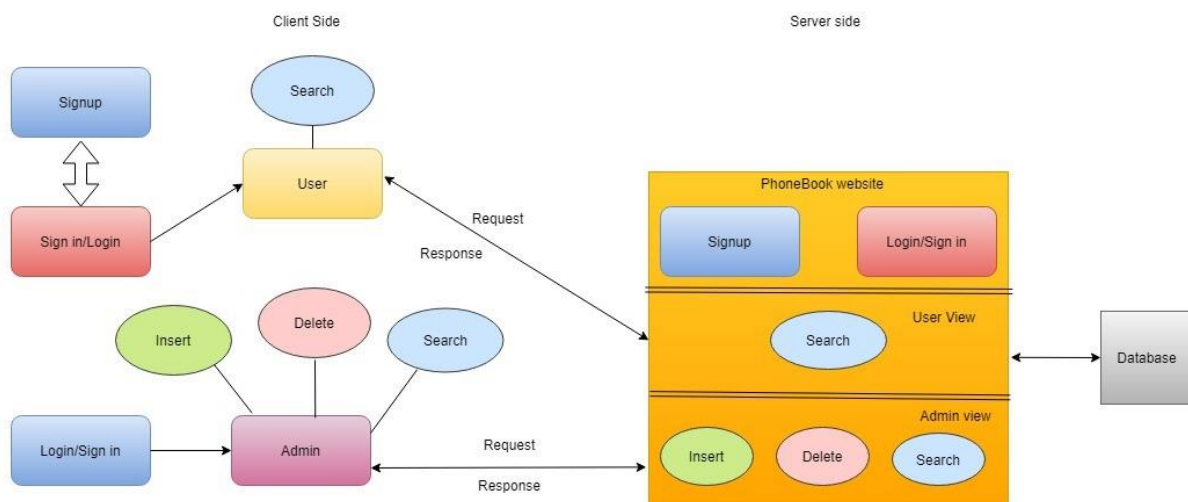 Client Side
Server side
Signup
Search
User
Sign in/Login
Request
Response
Insert
Delete
Search
Login/Sign in
Admin
Request
Response
PhoneBook website
Signup
Login/Sign in
User View
Search
Admin view
Insert
Delete
Search
Database